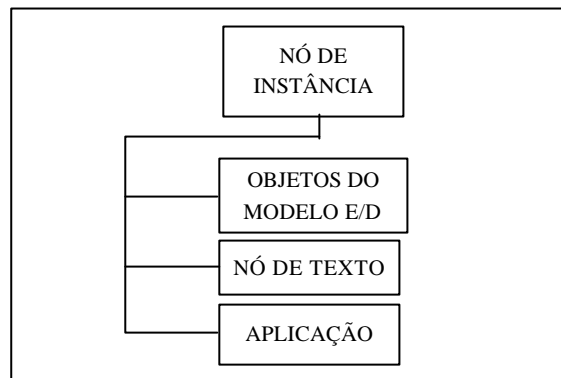 NÓ DE
INSTÂNCIA
OBJETOS DO
MODELO E/D
NÓ DE TEXTO
APLICAÇÃO